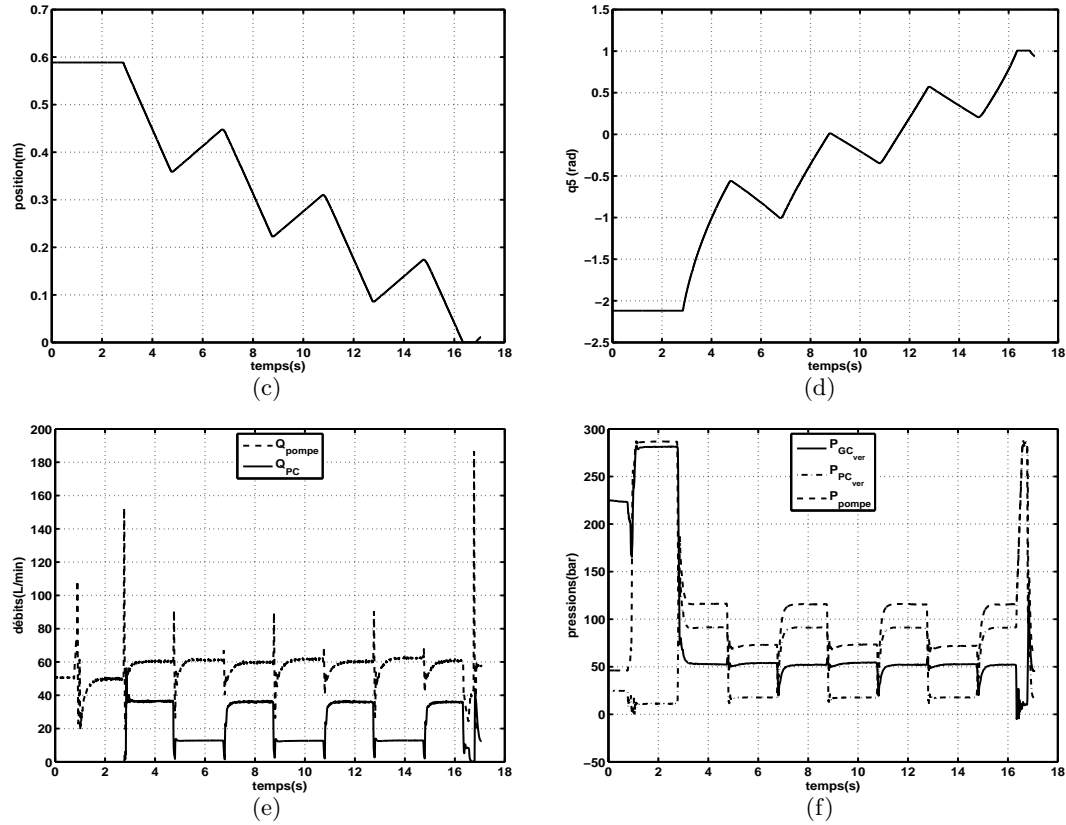 0.7
0.6
0.5
0.4
0.3
0.2
0.1
0
position(m)
0 2 4 6 8 10 12 14 16 18
temps(s)
(c)
1.5
1
0.5
0
-0.5
-1
-1.5
-2
-2.5
q5 (rad)
0 2 4 6 8 10 12 14 16 18
temps(s)
(d)
200
180
160
140
120
100
80
60
40
20
0
débits(L/min)
Q_pompe
Q_PC
0 2 4 6 8 10 12 14 16 18
temps(s)
(e)
300
250
200
150
100
50
0
-50
pressions(bar)
P_GC_ver
P_PC_ver
P_pompe
0 2 4 6 8 10 12 14 16 18
temps(s)
(f)